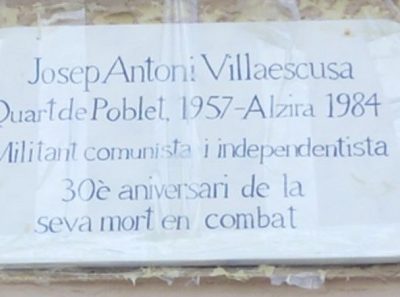 Josep Antoni Villaescusa
Quart de Poblet, 1957-Alzira 1984
Militant comunista i independentista
30è aniversari de la
seva mort en combat